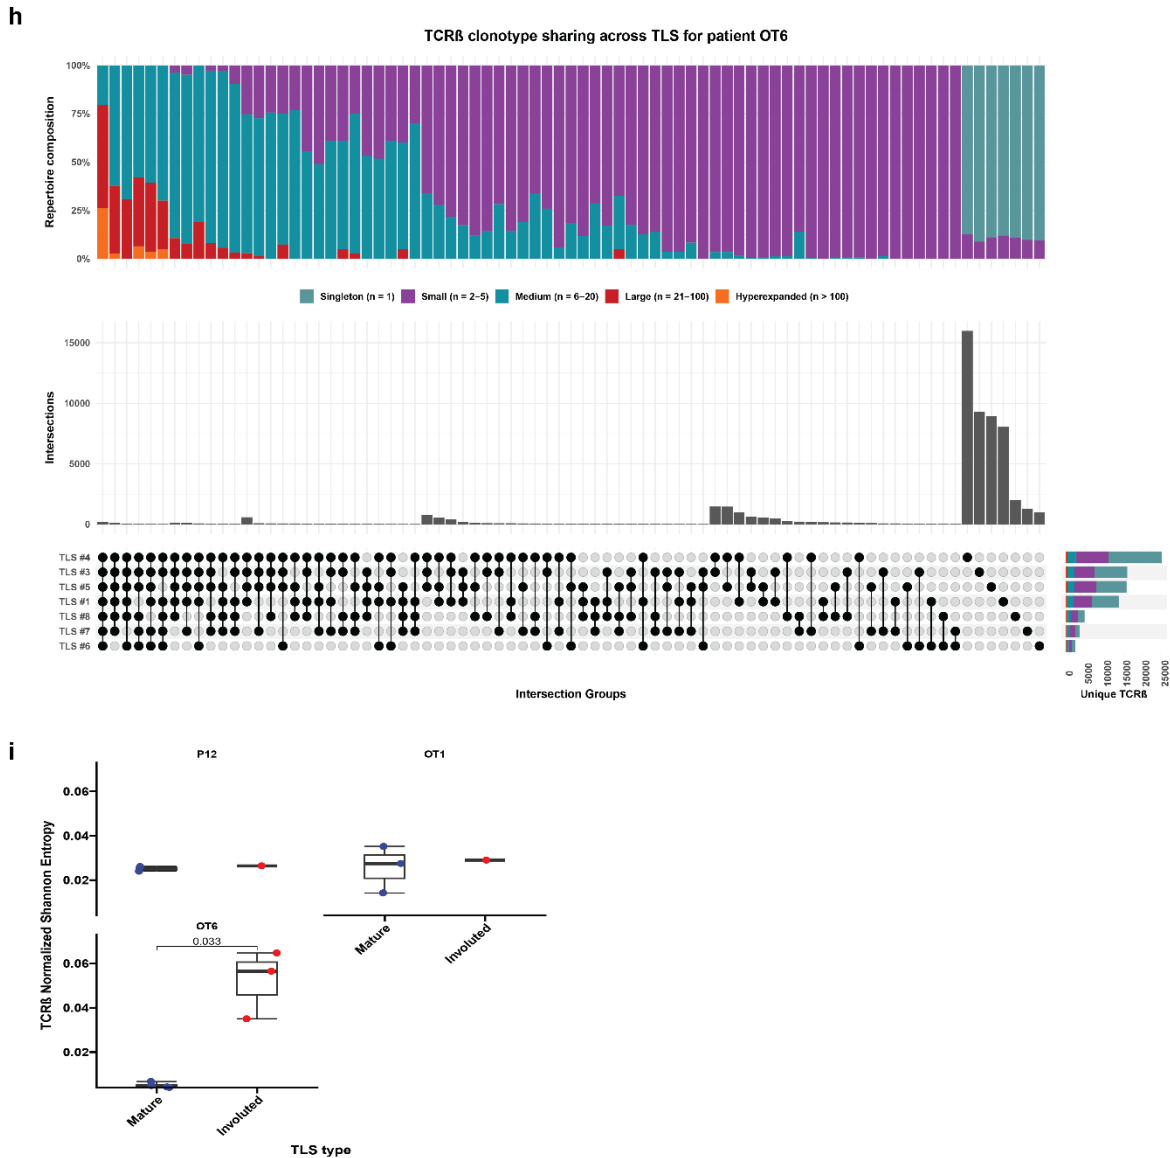 h
TCRß clonotype sharing across TLS for patient OT6
Repertoire composition
100%
75%
50%
25%
0%
Singleton (n = 1) Small (n = 2–5) Medium (n = 6–20) Large (n = 21–100) Hyperexpanded (n > 100)
Intersections
15000
10000
5000
0
TLS #4
TLS #3
TLS #5
TLS #1
TLS #8
TLS #7
TLS #6
Intersection Groups
0 5000 10000 15000 20000 25000
Unique TCRß
i
P12 OT1
TCRß Normalized Shannon Entropy
0.06
0.04
0.02
Mature Involuted
OT6
0.033
0.06
0.04
0.02
Mature Involuted
TLS type